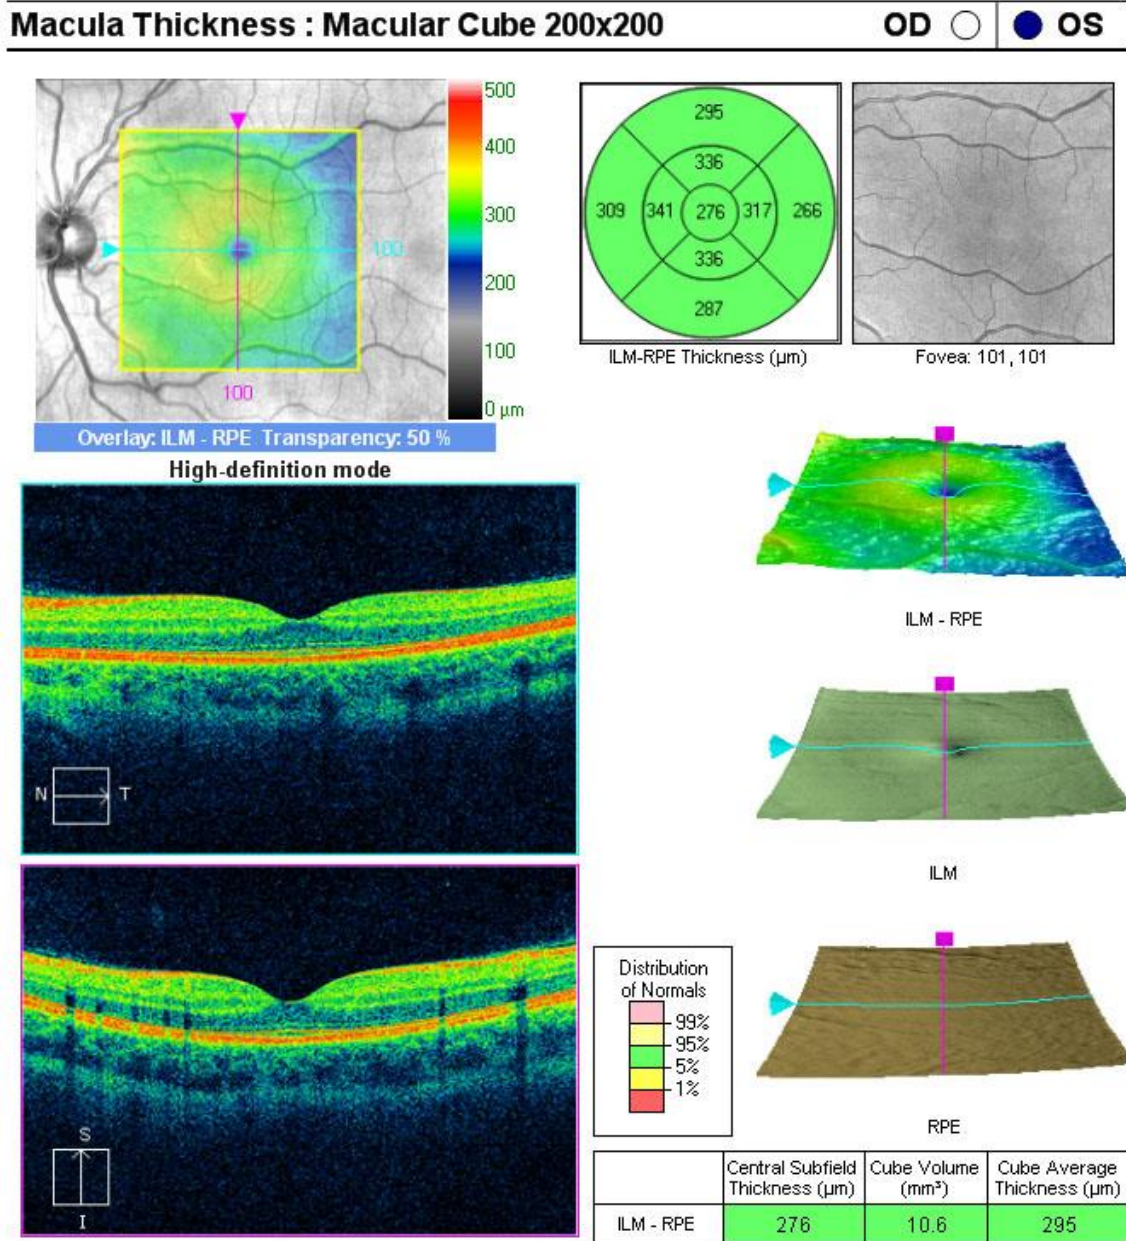 Macula Thickness : Macular Cube 200x200 OD OS
500
400
300
200
100
0 µm
100
100
Overlay: ILM - RPE Transparency: 50 %
295
336
309 341 276 317 266
336
287
ILM-RPE Thickness (µm)
Fovea: 101, 101
High-definition mode
N T
S
I
ILM - RPE
ILM
RPE
Distribution
of Normals
99%
95%
5%
1%
Central Subfield Thickness (µm) Cube Volume (mm³) Cube Average Thickness (µm)
ILM - RPE 276 10.6 295